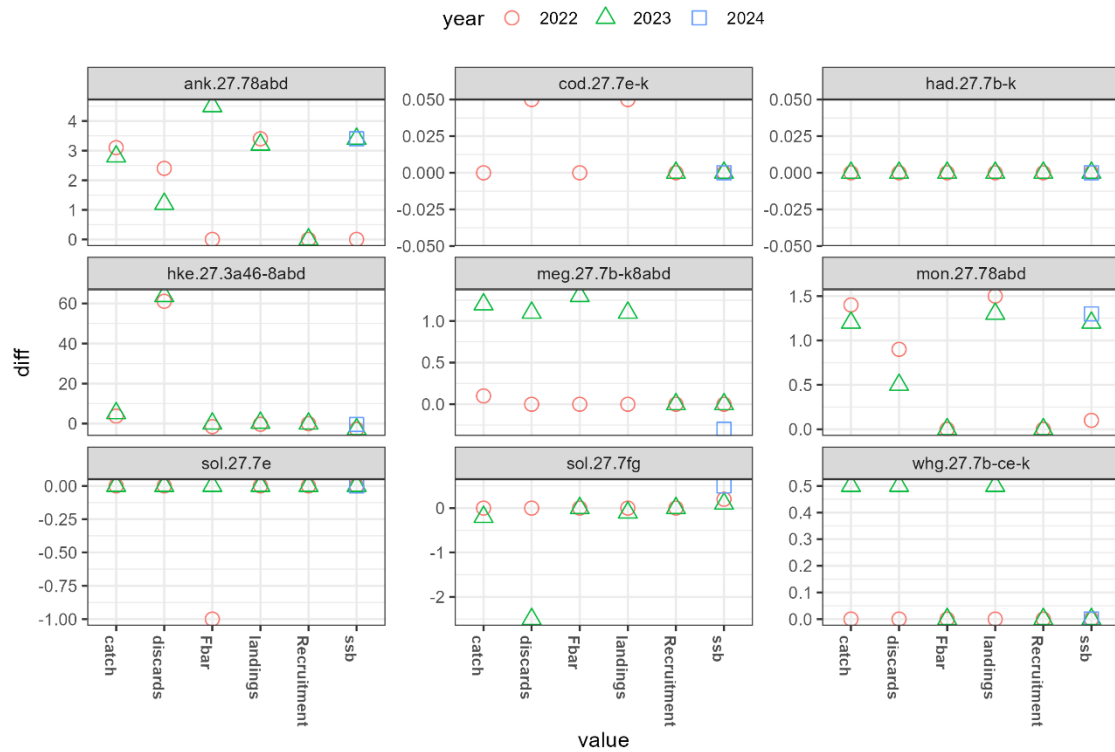 year 2022 2023 2024
ank.27.78abd cod.27.7e-k had.27.7b-k
4 0.050 0.050
3 0.025 0.025
2 0.000 0.000
1 -0.025 -0.025
0 -0.050 -0.050
hke.27.3a46-8abd meg.27.7b-k8abd mon.27.78abd
60 1.0 1.5
40 0.5 1.0
20 0.0 0.5
0 0.0
diff
sol.27.7e sol.27.7fg whg.27.7b-ce-k
0.00 0 0.5
-0.25 -1 0.4
-0.50 -2 0.3
-0.75 0.2
-1.00 0.1
0.0
catch discards Fbar landings Recruitment ssb catch discards Fbar landings Recruitment ssb catch discards Fbar landings Recruitment ssb
value